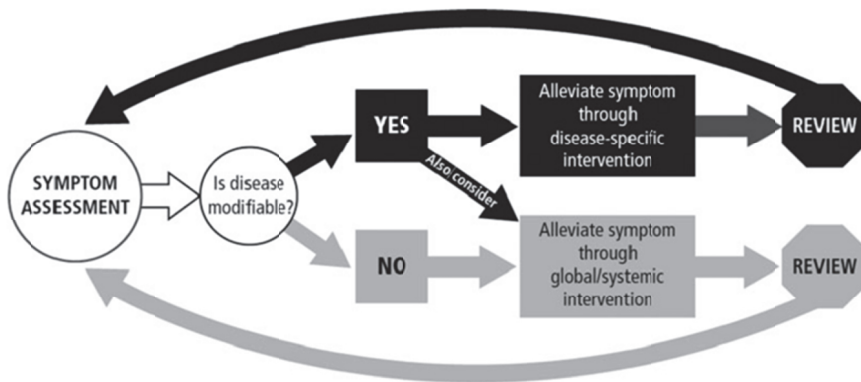 SYMPTOM
ASSESSMENT
Is disease
modifiable?
YES
Also consider
Alleviate symptom
through
disease-specific
intervention
REVIEW
NO
Alleviate symptom
through
global/systemic
intervention
REVIEW